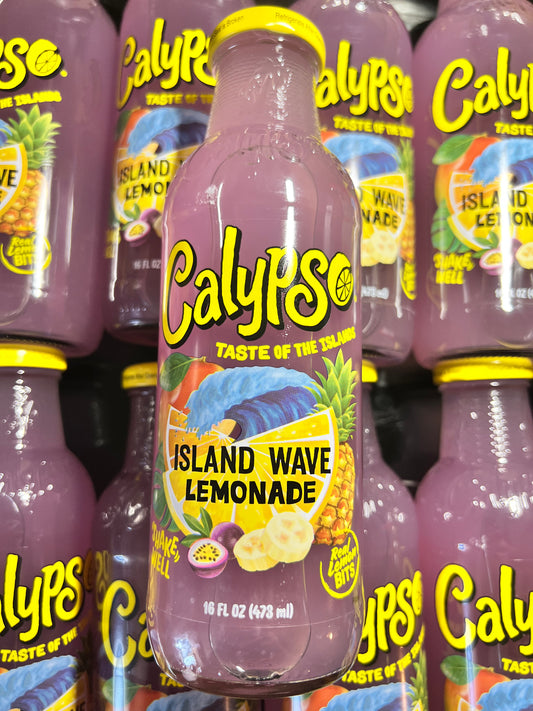 Calypso
TASTE OF THE ISLANDS
ISLAND WAVE
LEMONADE
SHAKE WELL
Real
Lemon
BITS
16 FL OZ (473 ml)